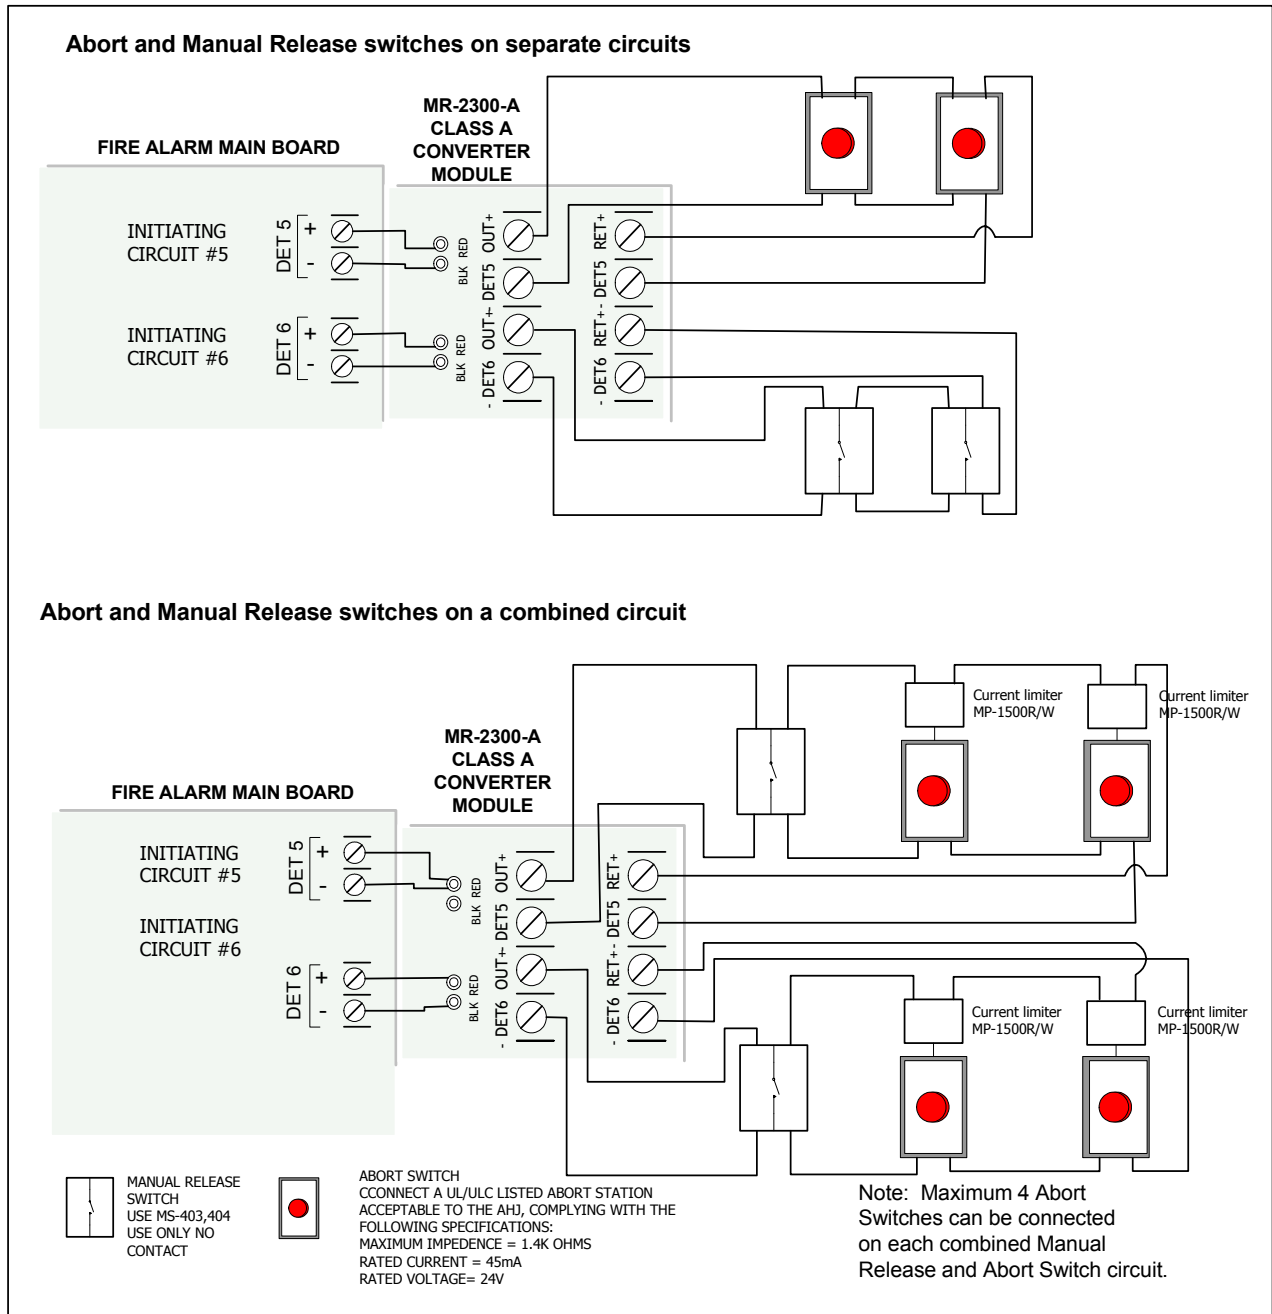 Abort and Manual Release switches on separate circuits
MR-2300-A
CLASS A
CONVERTER
MODULE
FIRE ALARM MAIN BOARD
INITIATING
CIRCUIT #5
DET 5
+
-
RED
BLK
OUT+
- DET5
RET+
- DET5
INITIATING
CIRCUIT #6
DET 6
+
-
RED
BLK
OUT+
- DET6
RET+
- DET6
Abort and Manual Release switches on a combined circuit
Current limiter
MP-1500R/W
Current limiter
MP-1500R/W
MR-2300-A
CLASS A
CONVERTER
MODULE
FIRE ALARM MAIN BOARD
INITIATING
CIRCUIT #5
DET 5
+
-
RED
BLK
OUT+
- DET5
RET+
- DET5
INITIATING
CIRCUIT #6
DET 6
+
-
RED
BLK
OUT+
- DET6
RET+
- DET6
Current limiter
MP-1500R/W
Current limiter
MP-1500R/W
MANUAL RELEASE
SWITCH
USE MS-403,404
USE ONLY NO
CONTACT
ABORT SWITCH
CCONNECT A UL/ULC LISTED ABORT STATION
ACCEPTABLE TO THE AHJ, COMPLYING WITH THE
FOLLOWING SPECIFICATIONS:
MAXIMUM IMPEDENCE = 1.4K OHMS
RATED CURRENT = 45mA
RATED VOLTAGE= 24V
Note: Maximum 4 Abort
Switches can be connected
on each combined Manual
Release and Abort Switch circuit.